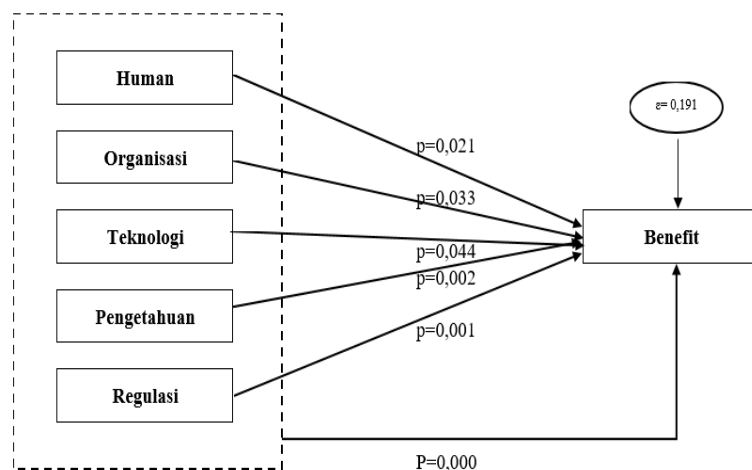 Human
ε= 0,191
p=0,021
Organisasi
p=0,033
Teknologi
Benefit
p=0,044
p=0,002
Pengetahuan
p=0,001
Regulasi
P=0,000